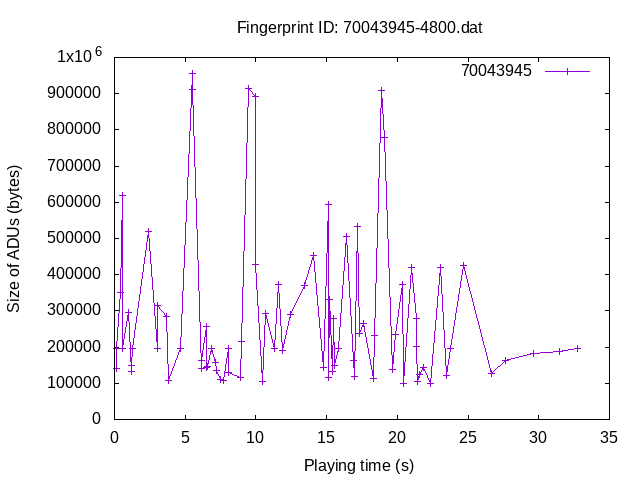 Fingerprint ID: 70043945-4800.dat
1x10^6
70043945
900000
800000
700000
600000
500000
400000
300000
200000
100000
0
Size of ADUs (bytes)
0 5 10 15 20 25 30 35
Playing time (s)